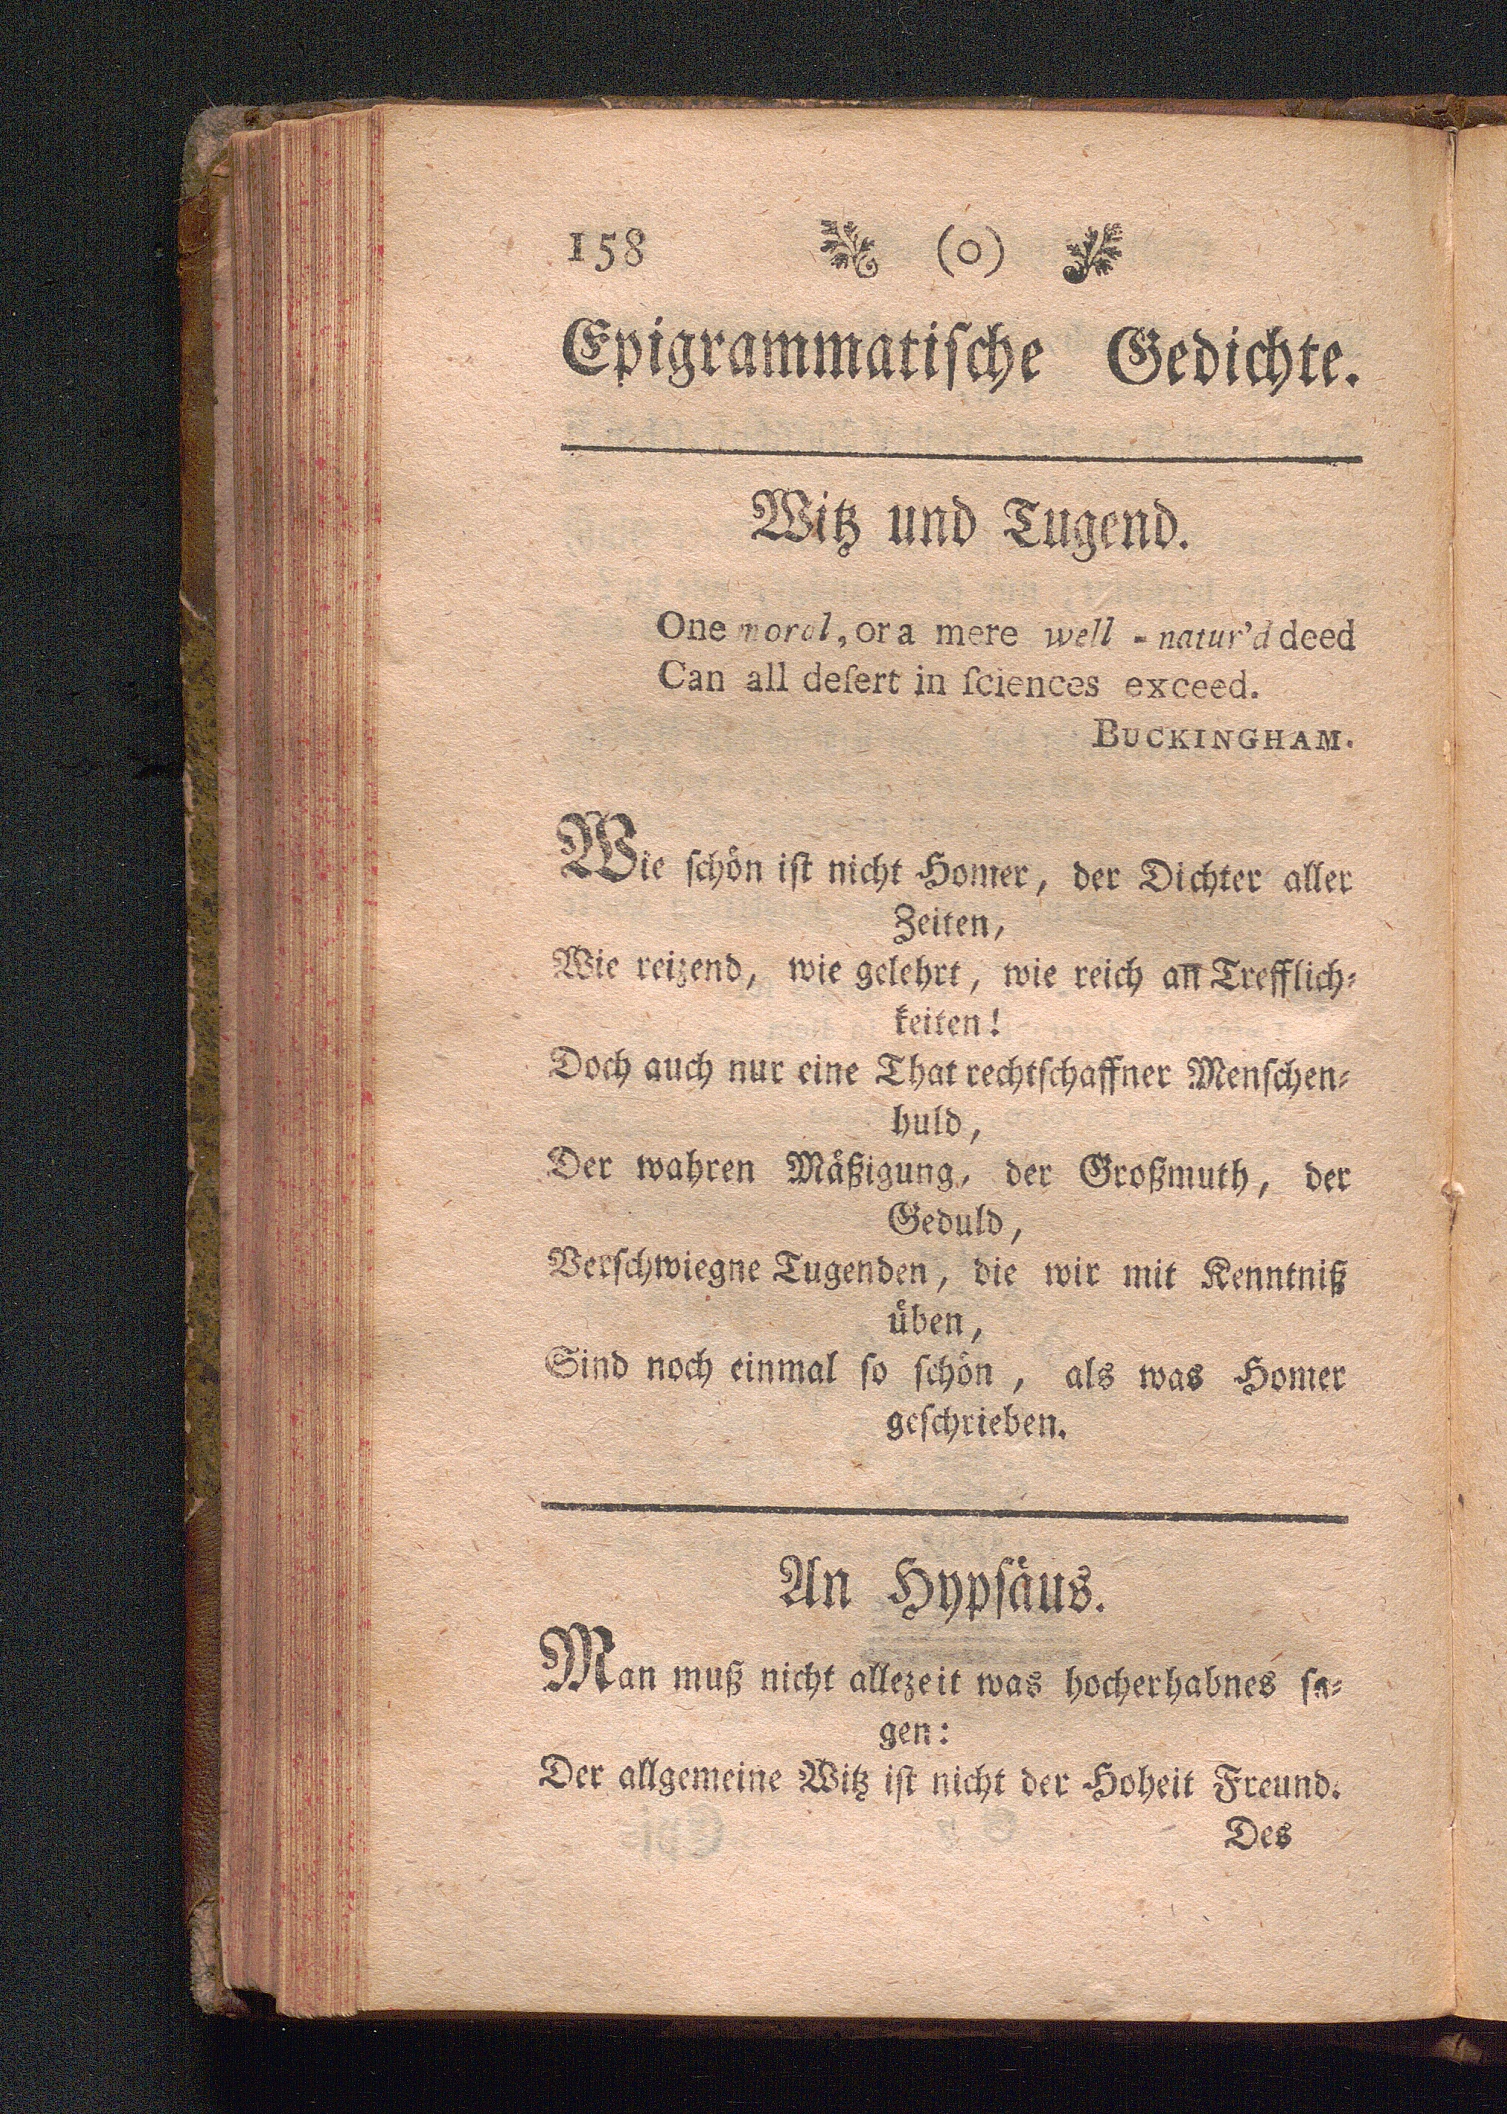 158 (o)
Epigrammatiſche Gedichte.
Witz und Tugend.
One moral, or a mere well-natur'd deed
Can all deſert in ſciences exceed.
BUCKINGHAM.
Wie ſchön iſt nicht Homer, der Dichter aller
Zeiten,
Wie reizend, wie gelehrt, wie reich an̅ Trefflich⸗
keiten!
Doch auch nur eine That rechtſchaffner Menſchen⸗
huld,
Der wahren Mäßigung, der Großmuth, der
Geduld,
Verſchwiegne Tugenden, die wir mit Kenntniß
üben,
Sind noch einmal ſo ſchön, als was Homer
geſchrieben.
An Hypſäus.
Man muß nicht allezeit was hocherhabnes ſa⸗
gen:
Der allgemeine Witz iſt nicht der Hoheit Freund.
Des